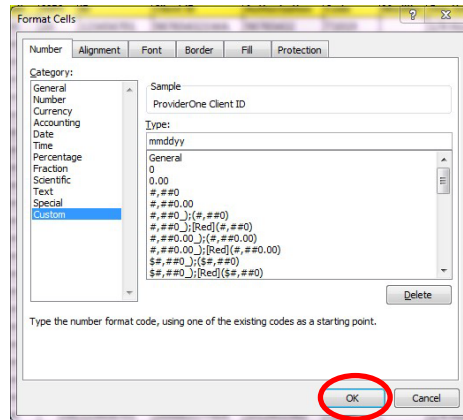 Format Cells
Number Alignment Font Border Fill Protection
Category:
General
Number
Currency
Accounting
Date
Time
Percentage
Fraction
Scientific
Text
Special
Custom
Sample
ProviderOne Client ID
Type:
mmddyy
General
0
0.00
#,##0
#,##0.00
#,##0_);(#,##0)
#,##0_);[Red](#,##0)
#,##0.00_);(#,##0.00)
#,##0.00_);[Red](#,##0.00)
$#,##0_);($#,##0)
$#,##0_);[Red]($#,##0)
Delete
Type the number format code, using one of the existing codes as a starting point.
OK Cancel